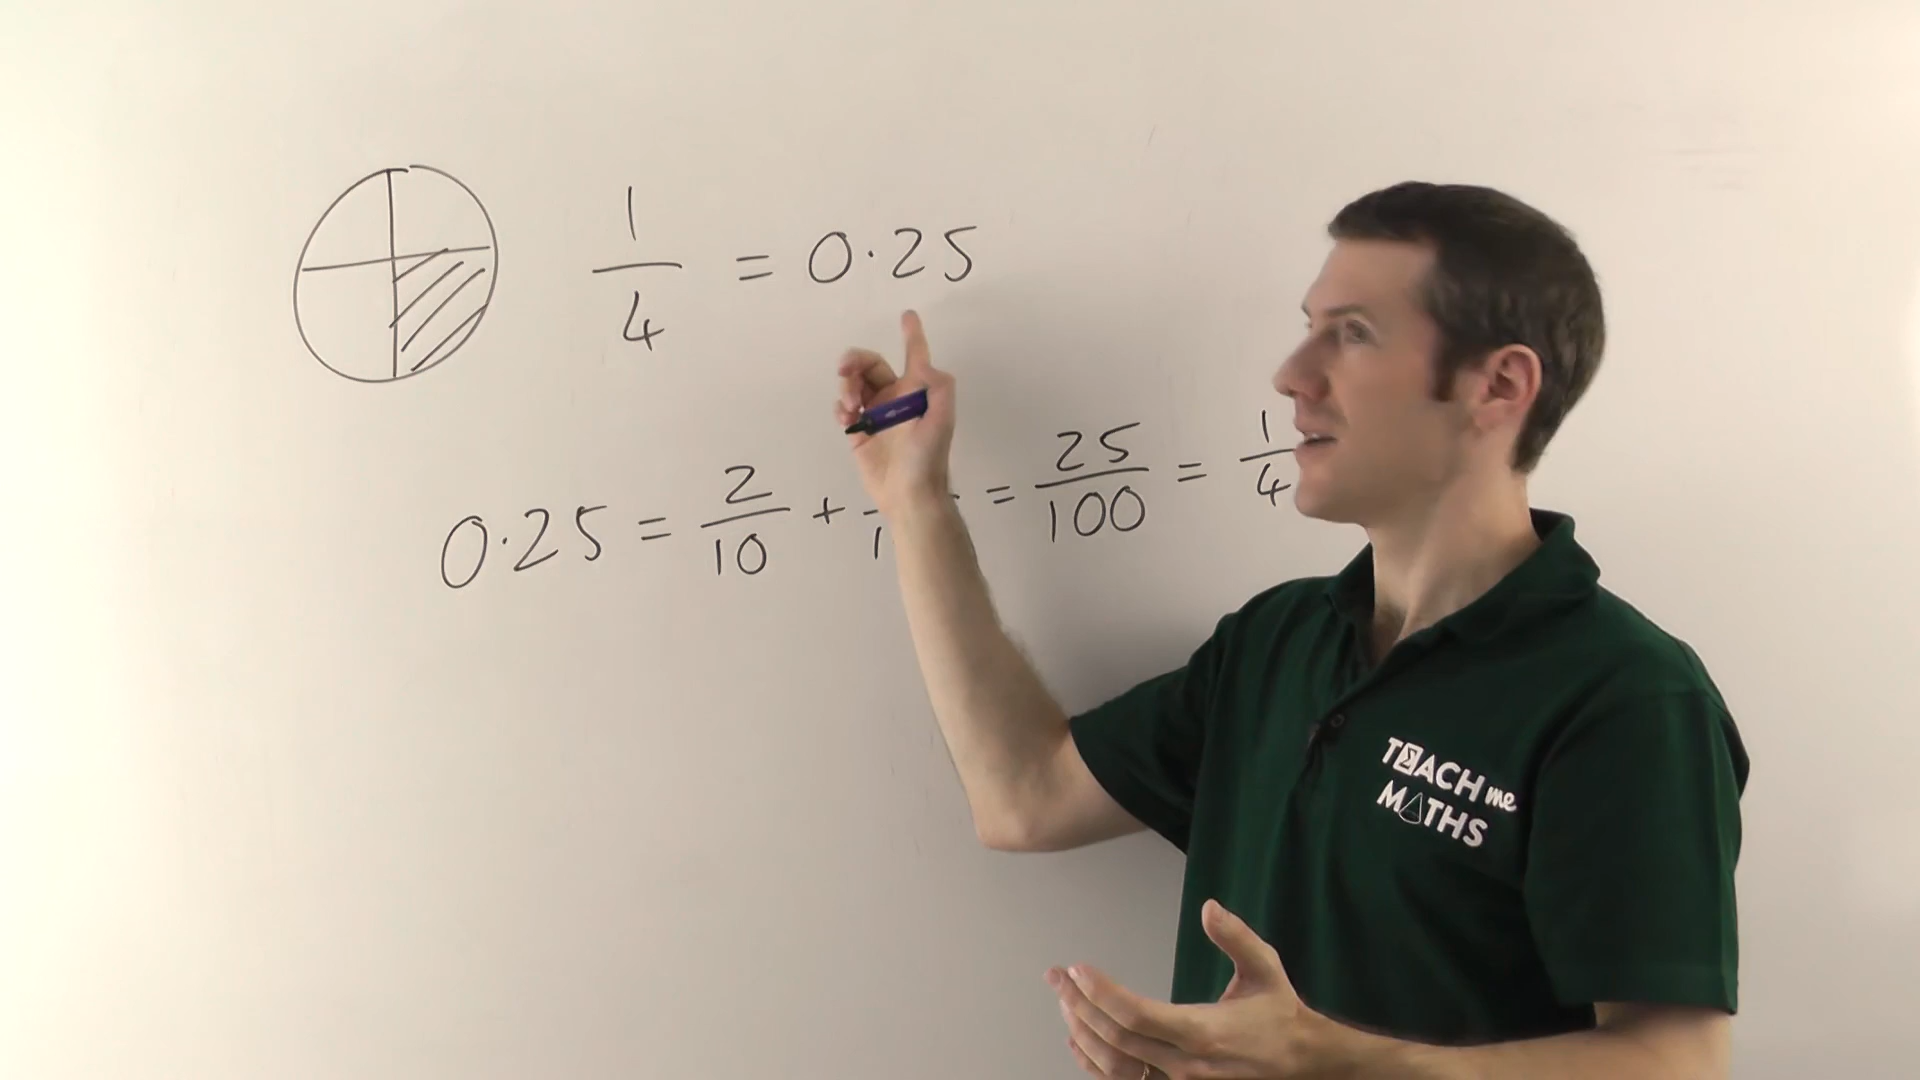 1/4 = 0.25
0.25 = 2/10 + = 25/100 = 1/4
TEACH me
MATHS